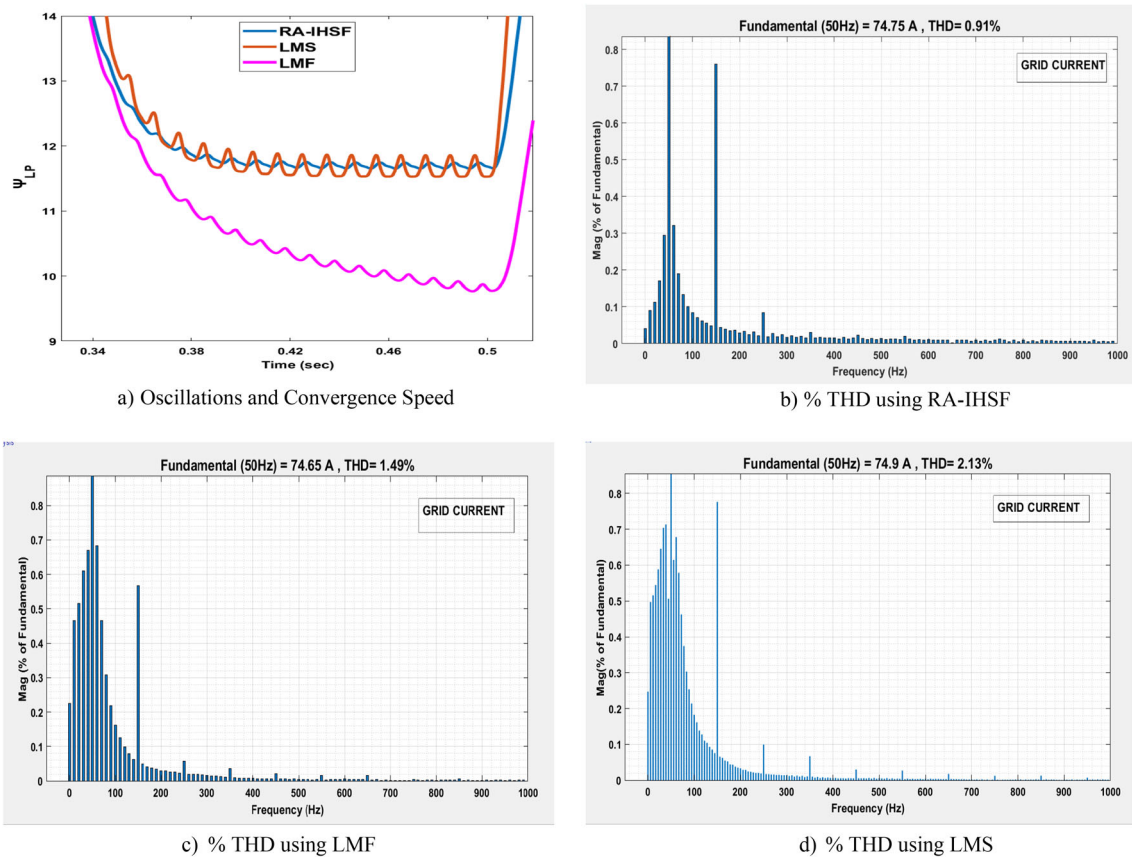 14
13
12
11
10
9
Ψ_LP
RA-IHSF
LMS
LMF
0.34 0.38 0.42 0.46 0.5
Time (sec)
a) Oscillations and Convergence Speed
Fundamental (50Hz) = 74.75 A , THD= 0.91%
GRID CURRENT
0.8
0.7
0.6
0.5
0.4
0.3
0.2
0.1
0
Mag (% of Fundamental)
0 100 200 300 400 500 600 700 800 900 1000
Frequency (Hz)
b) % THD using RA-IHSF
Fundamental (50Hz) = 74.65 A , THD= 1.49%
GRID CURRENT
0.8
0.7
0.6
0.5
0.4
0.3
0.2
0.1
0
Mag (% of Fundamental)
0 100 200 300 400 500 600 700 800 900 1000
Frequency (Hz)
c) % THD using LMF
Fundamental (50Hz) = 74.9 A , THD= 2.13%
GRID CURRENT
0.8
0.7
0.6
0.5
0.4
0.3
0.2
0.1
0
Mag(% of Fundamental)
0 100 200 300 400 500 600 700 800 900 1000
Frequency (Hz)
d) % THD using LMS